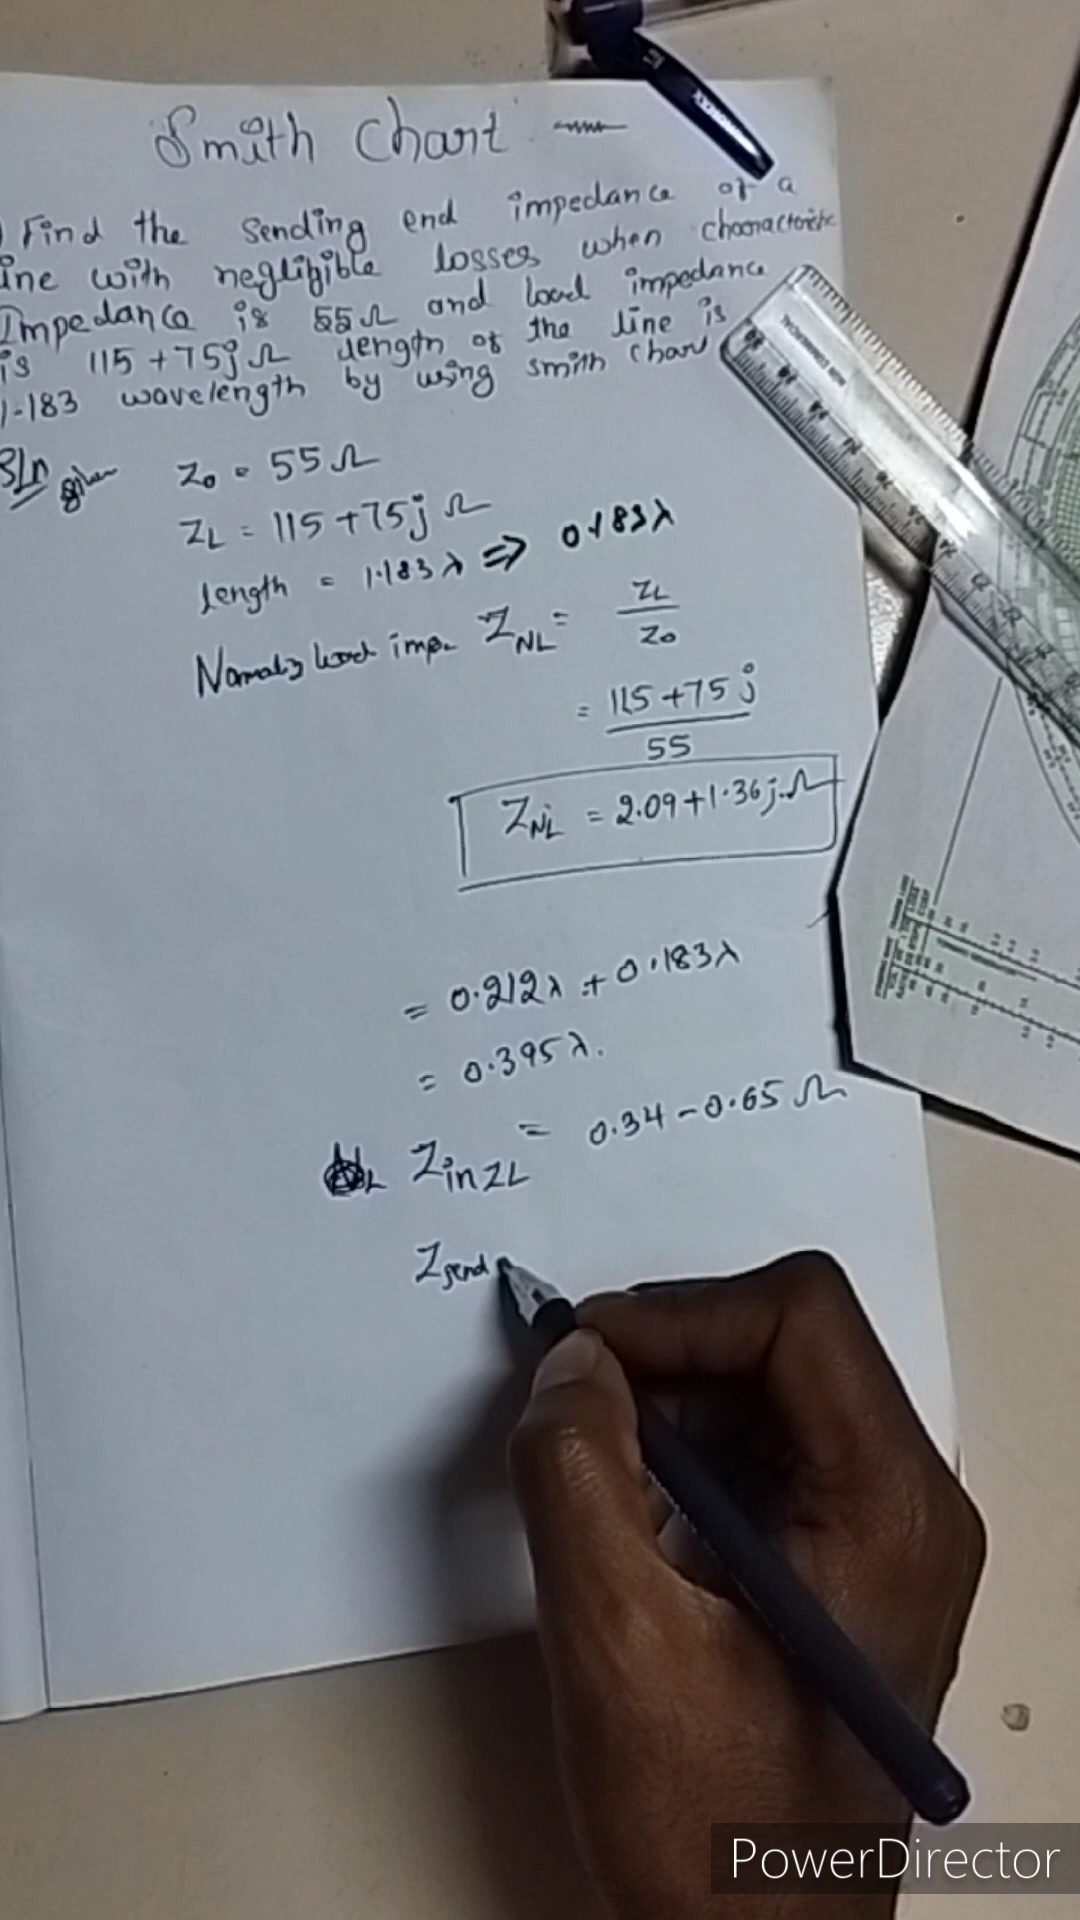 Smith Chart
Find the sending end impedance of a
line with negligible losses when characteristic
Impedance is 55Ω and load impedance
is 115 + 75j Ω length of the line is
1.183 wavelength by using smith chart
Sln given Z₀ = 55 Ω
ZL = 115 + 75j Ω
length = 1.183 λ ⇒ 0.183λ
load imp. ZNL = ZL
Z₀
= 115 + 75j
55
ZNL = 2.09 + 1.36j Ω
= 0.212λ + 0.183λ
= 0.395λ.
ZinZL = 0.34 - 0.65 Ω
Zsend
PowerDirector